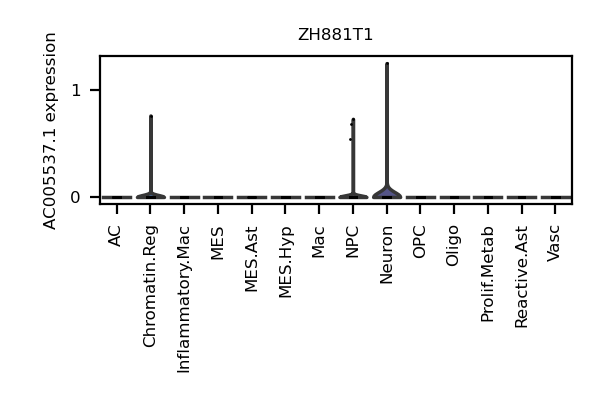 ZH881T1
AC005537.1 expression
1
0
AC
Chromatin.Reg
Inflammatory.Mac
MES
MES.Ast
MES.Hyp
Mac
NPC
Neuron
OPC
Oligo
Prolif.Metab
Reactive.Ast
Vasc